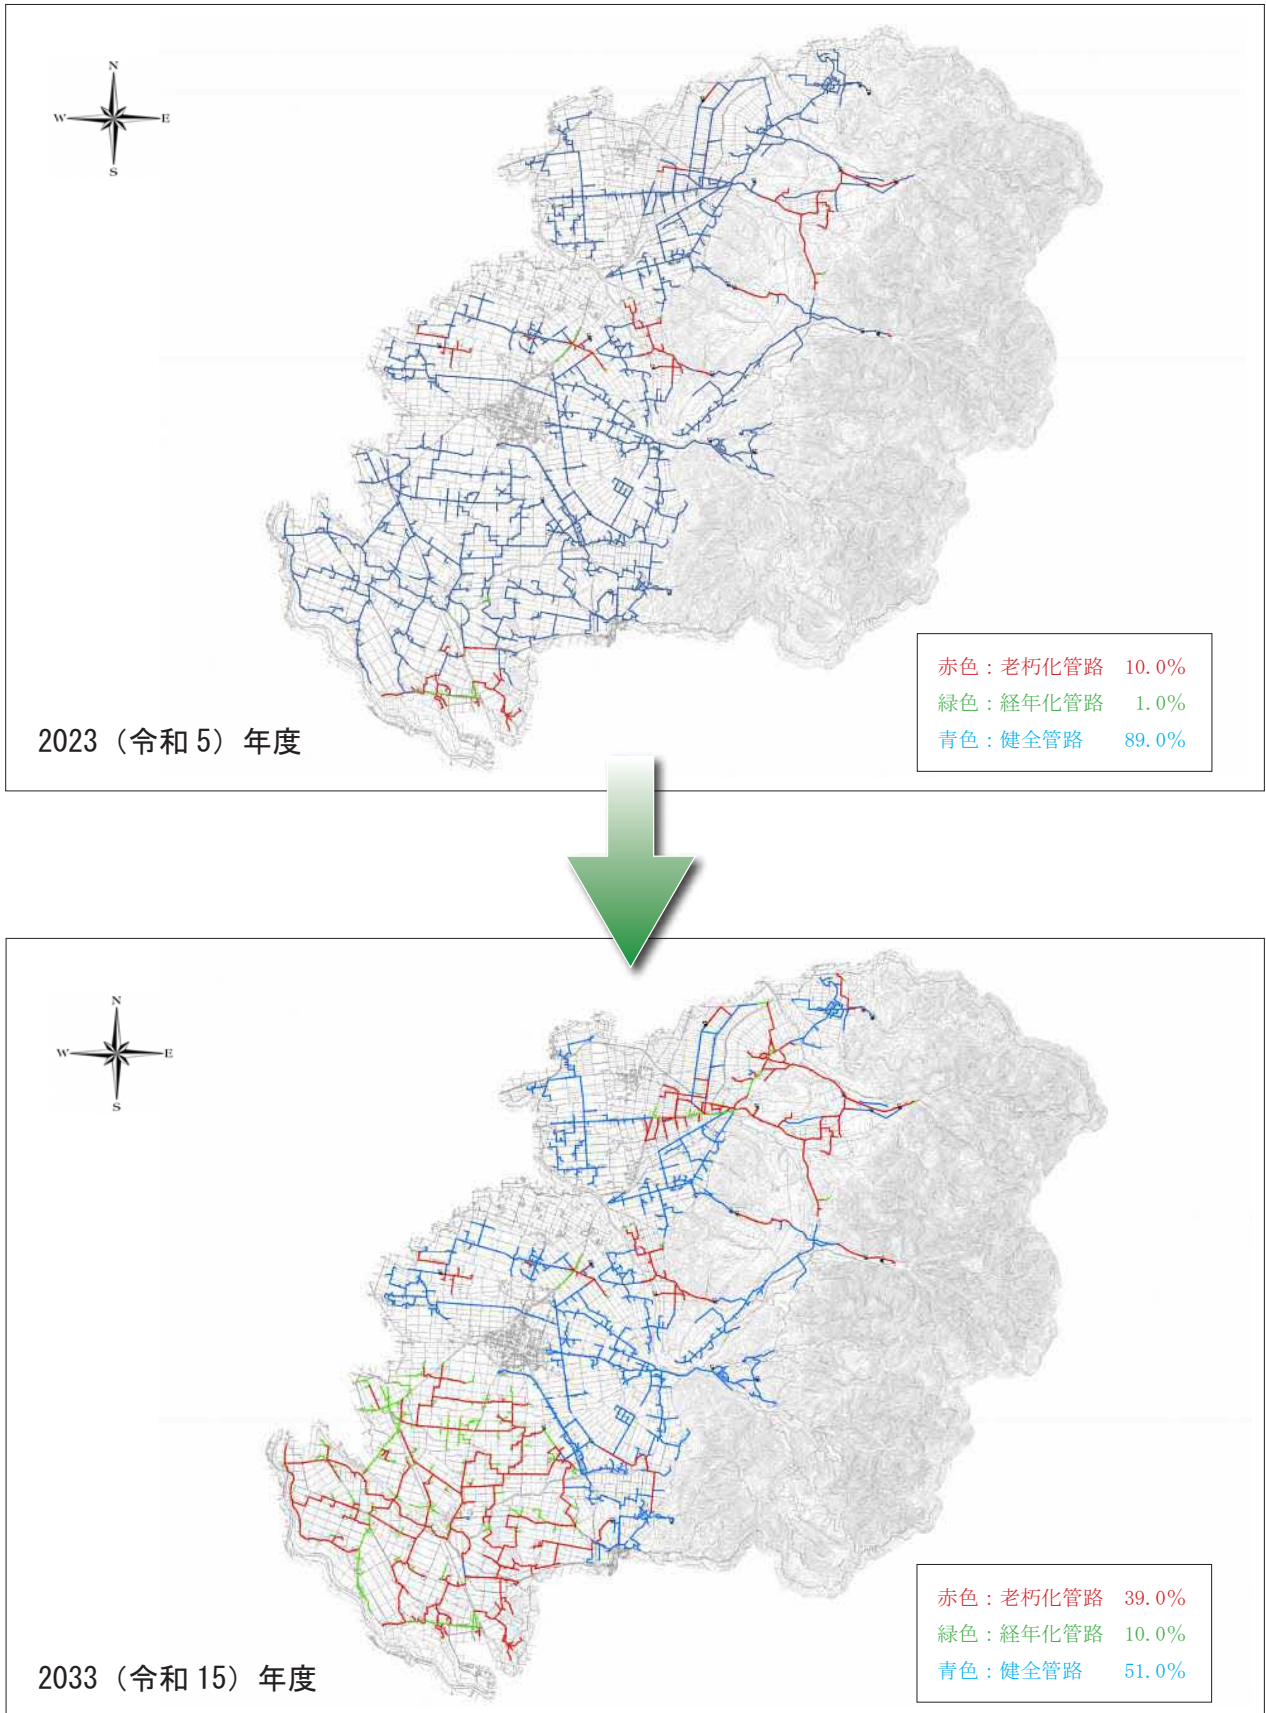 N
W
E
S
赤色：老朽化管路 10.0%
緑色：経年化管路 1.0%
青色：健全管路 89.0%
2023（令和 5）年度
N
W
E
S
赤色：老朽化管路 39.0%
緑色：経年化管路 10.0%
青色：健全管路 51.0%
2033（令和 15）年度